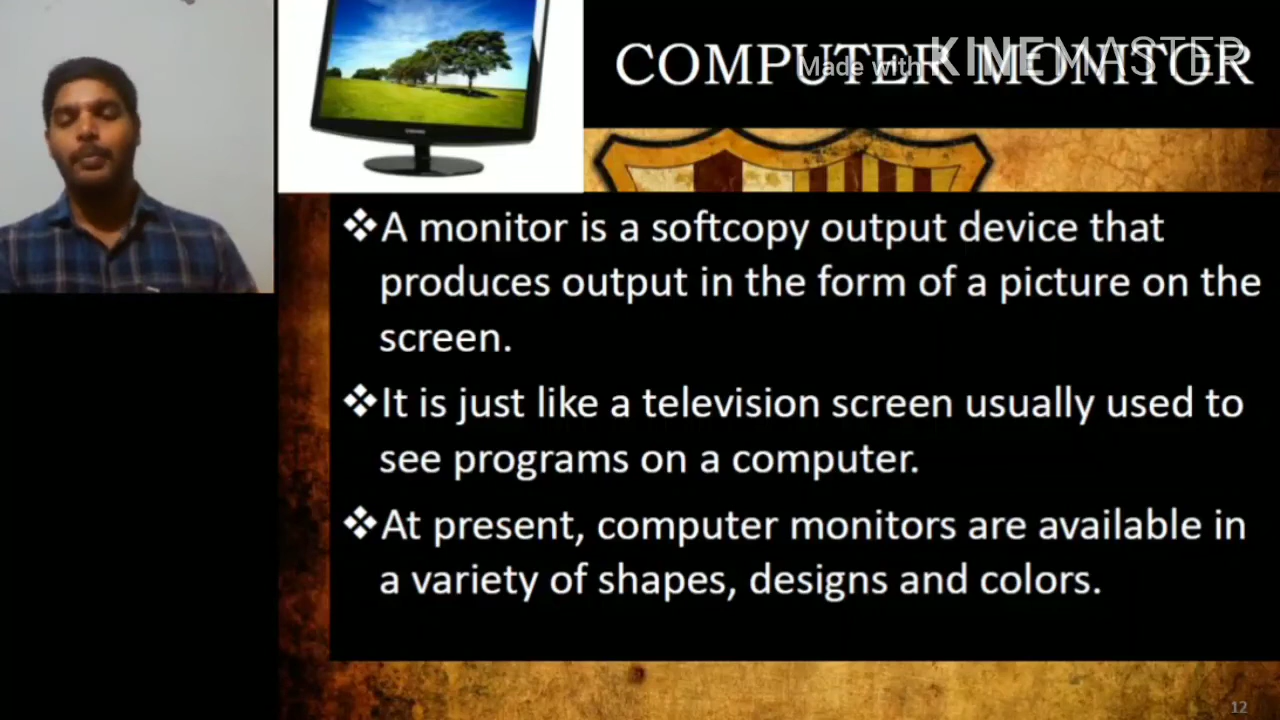 COMPUTER MONITOR
Made with KINEMASTER
❖A monitor is a softcopy output device that
produces output in the form of a picture on the
screen.
❖It is just like a television screen usually used to
see programs on a computer.
❖At present, computer monitors are available in
a variety of shapes, designs and colors.
12